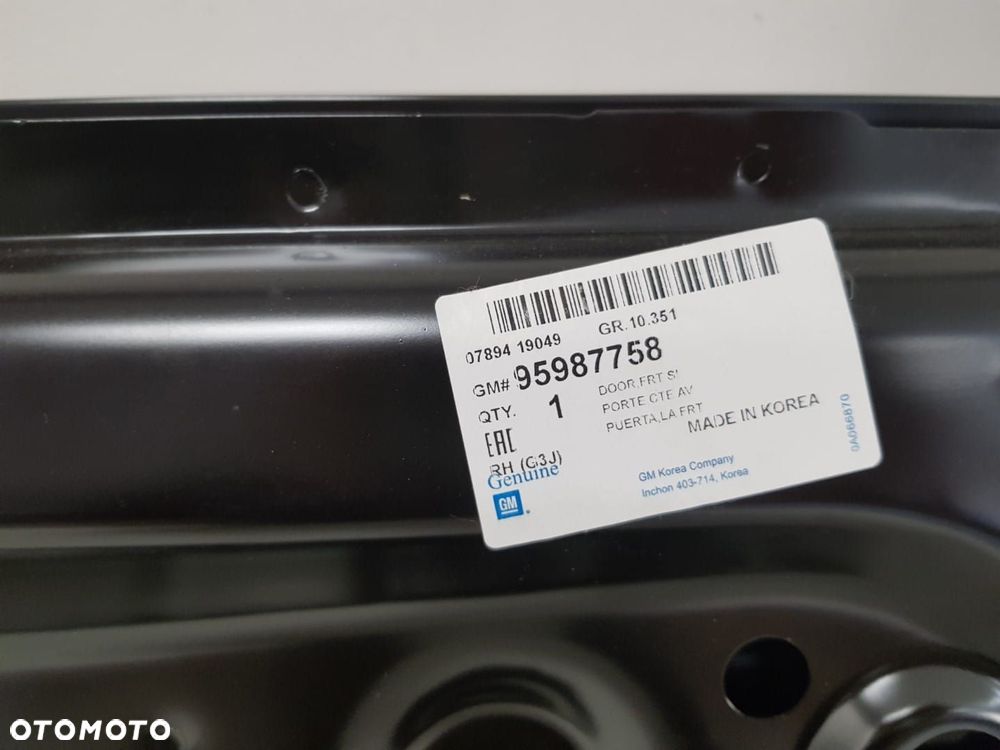 07894 19049 GR.10.351
GM# 95987758
QTY. 1
DOOR,FRT SI
PORTE CTE AV
PUERTA,LA FRT
EAC
MADE IN KOREA
RH (G3J)
Genuine
GM
GM Korea Company
Inchon 403-714, Korea
0A066870
OTOMOTO